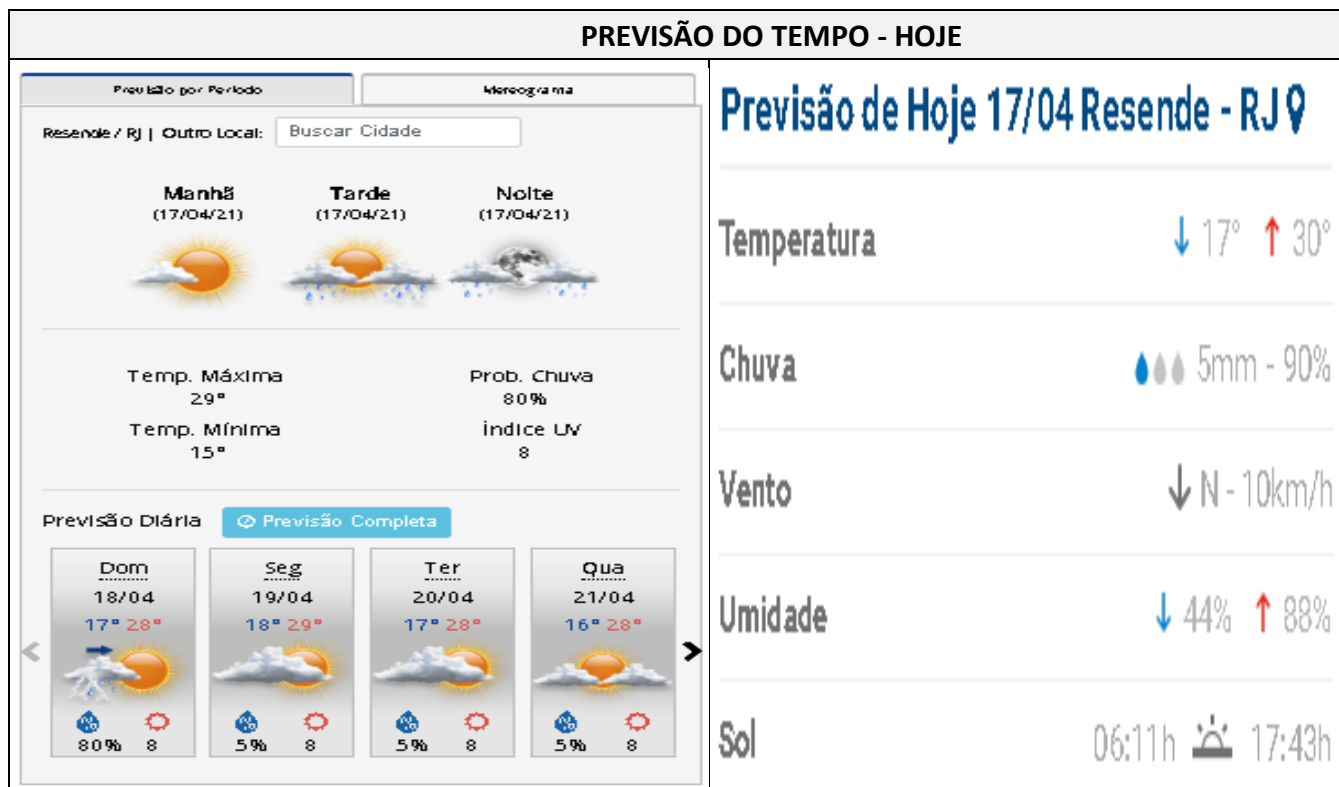 PREVISÃO DO TEMPO - HOJE
Previsão por Período
Meteograma
Resende / RJ | Outro Local: Buscar Cidade
Manhã Tarde Noite
(17/04/21) (17/04/21) (17/04/21)
Temp. Máxima Prob. Chuva
29° 80%
Temp. Mínima Índice UV
15° 8
Previsão Diária Previsão Completa
Dom Seg Ter Qua
18/04 19/04 20/04 21/04
17° 28° 18° 29° 17° 28° 16° 28°
80% 8 5% 8 5% 8 5% 8
Previsão de Hoje 17/04 Resende - RJ
Temperatura 17° 30°
Chuva 5mm - 90%
Vento N - 10km/h
Umidade 44% 88%
Sol 06:11h 17:43h